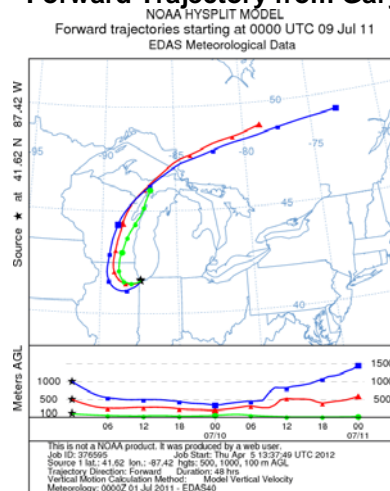 Forward Trajectory from Gary
NOAA HYSPLIT MODEL
Forward trajectories starting at 0000 UTC 09 Jul 11
EDAS Meteorological Data
Source ★ at 41.62 N 87.42 W
-95
-90
-85
-80
-75
50
45
40
Meters AGL
1500
1000
1000
500
500
100
06 12 18 00 06 12 18 00
07/10 07/11
This is not a NOAA product. It was produced by a web user.
Job ID: 376595 Job Start: Thu Apr 5 13:37:49 UTC 2012
Source 1 lat.: 41.62 lon.: -87.42 hgts: 500, 1000, 100 m AGL
Trajectory Direction: Forward Duration: 48 hrs
Vertical Motion Calculation Method: Model Vertical Velocity
Meteorology: 0000Z 01 Jul 2011 - EDAS40